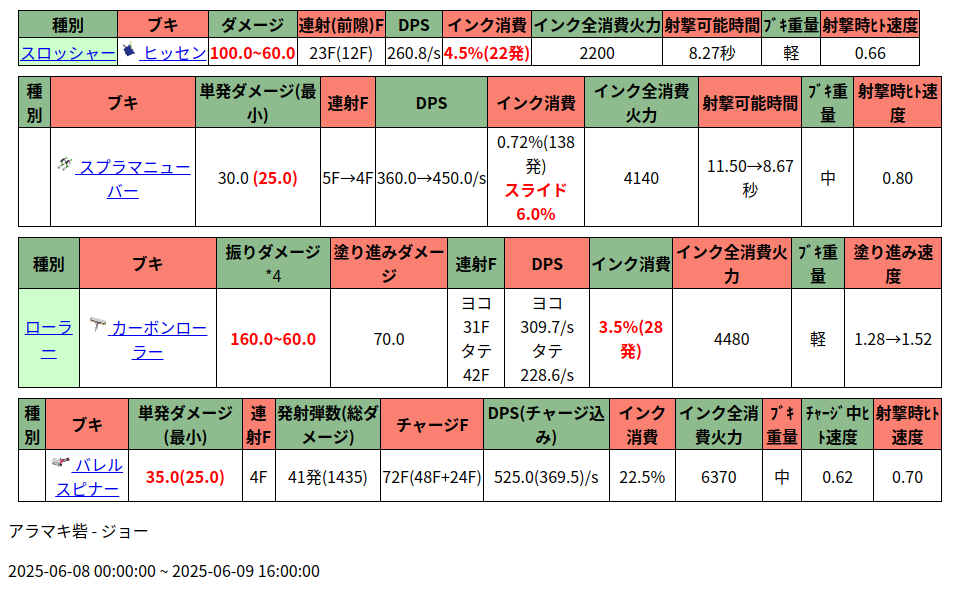 種別 ブキ ダメージ 連射(前隙)F DPS インク消費 インク全消費火力 射撃可能時間 ﾌﾞｷ重量 射撃時ﾋﾄ速度
スロッシャー ヒッセン 100.0~60.0 23F(12F) 260.8/s 4.5%(22発) 2200 8.27秒 軽 0.66
種別 ブキ 単発ダメージ(最小) 連射F DPS インク消費 インク全消費火力 射撃可能時間 ﾌﾞｷ重量 射撃時ﾋﾄ速度
スプラマニューバー 30.0 (25.0) 5F→4F 360.0→450.0/s 0.72%(138発) スライド 6.0% 4140 11.50→8.67秒 中 0.80
種別 ブキ 振りダメージ*4 塗り進みダメージ 連射F DPS インク消費 インク全消費火力 ﾌﾞｷ重量 塗り進み速度
ローラー カーボンローラー 160.0~60.0 70.0 ヨコ 31F タテ 42F ヨコ 309.7/s タテ 228.6/s 3.5%(28発) 4480 軽 1.28→1.52
種別 ブキ 単発ダメージ(最小) 連射F 発射弾数(総ダメージ) チャージF DPS(チャージ込み) インク消費 インク全消費火力 ﾌﾞｷ重量 ﾁｬｰｼﾞ中ﾋﾄ速度 射撃時ﾋﾄ速度
バレルスピナー 35.0(25.0) 4F 41発(1435) 72F(48F+24F) 525.0(369.5)/s 22.5% 6370 中 0.62 0.70
アラマキ砦 - ジョー
2025-06-08 00:00:00 ~ 2025-06-09 16:00:00